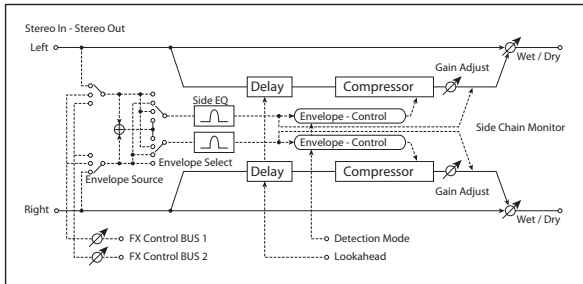 Stereo In - Stereo Out
Left
Wet / Dry
Gain Adjust
Delay
Compressor
Side EQ
Envelope - Control
Side Chain Monitor
Envelope - Control
Envelope Select
Envelope Source
Delay
Compressor
Gain Adjust
Right
Wet / Dry
FX Control BUS 1
Detection Mode
FX Control BUS 2
Lookahead